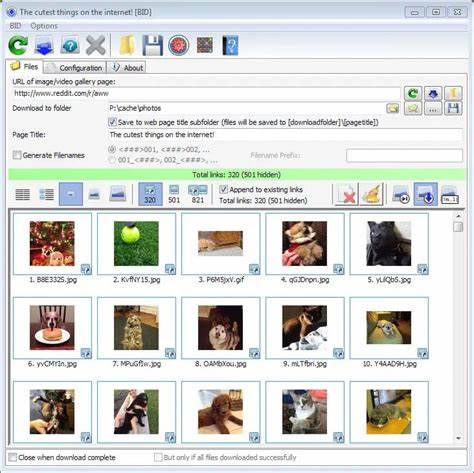 The cutest things on the internet! [BID]
BID Options
Files Configuration About
URL of image/video gallery page:
http://www.reddit.com/r/aww
Download to folder P:\cache\photos
Save to web page title subfolder (files will be saved to [downloadfolder]\[pagetitle])
Page Title: The cutest things on the internet!
Generate Filenames <###>001, <###>002, ...
001_<###>, 002_<###>, ... Filename Prefix:
Total links: 320 (501 hidden)
320 501 821 Append to existing links
Total links: 320 (501 hidden)
1. B8E332S.jpg 2. KvfNY15.jpg 3. P6M5jxV.gif 4. qGJDnpn.jpg 5. yLilQbS.jpg
6. yvCMYIn.jpg 7. MPuGfIw.jpg 8. OAmbXou.jpg 9. mLTfbri.jpg 10. Y4AAD9H.jpg
Close when download complete But only if all files downloaded successfully